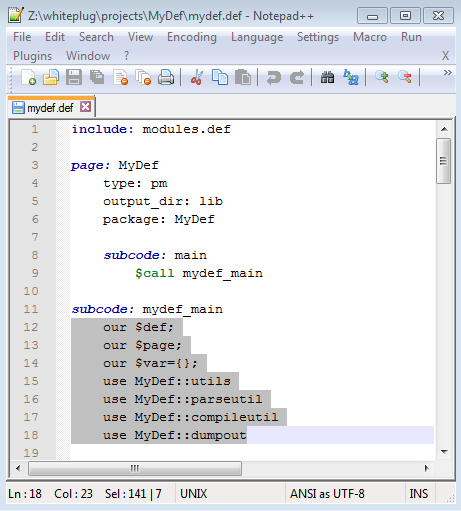 Z:\whiteplug\projects\MyDef\mydef.def - Notepad++
File Edit Search View Encoding Language Settings Macro Run
Plugins Window ? X
mydef.def
1 include: modules.def
2
3 page: MyDef
4 type: pm
5 output_dir: lib
6 package: MyDef
7
8 subcode: main
9 $call mydef_main
10
11 subcode: mydef_main
12 our $def;
13 our $page;
14 our $var={};
15 use MyDef::utils
16 use MyDef::parseutil
17 use MyDef::compileutil
18 use MyDef::dumpout
19
Ln : 18 Col : 23 Sel : 141 | 7 UNIX ANSI as UTF-8 INS